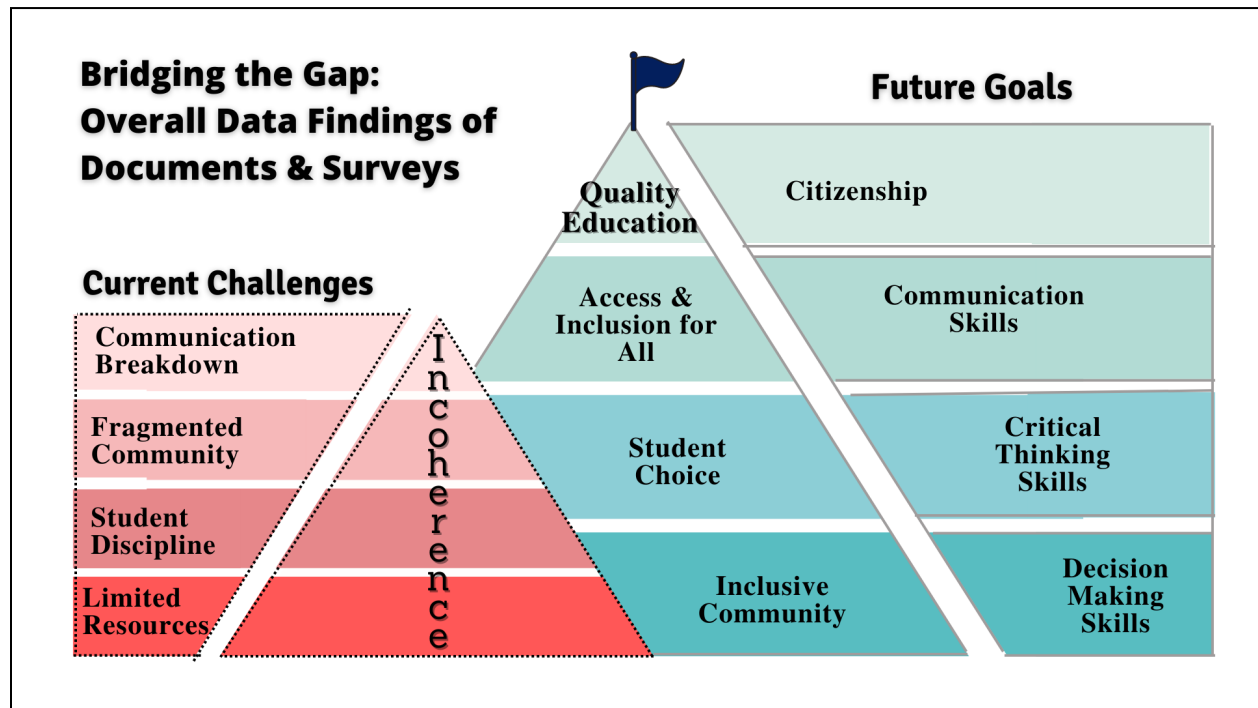 Bridging the Gap:
Overall Data Findings of
Documents & Surveys
Current Challenges
Communication
Breakdown
Fragmented
Community
Student
Discipline
Limited
Resources
Incoherence
Quality
Education
Access &
Inclusion for
All
Student
Choice
Inclusive
Community
Future Goals
Citizenship
Communication
Skills
Critical
Thinking
Skills
Decision
Making
Skills